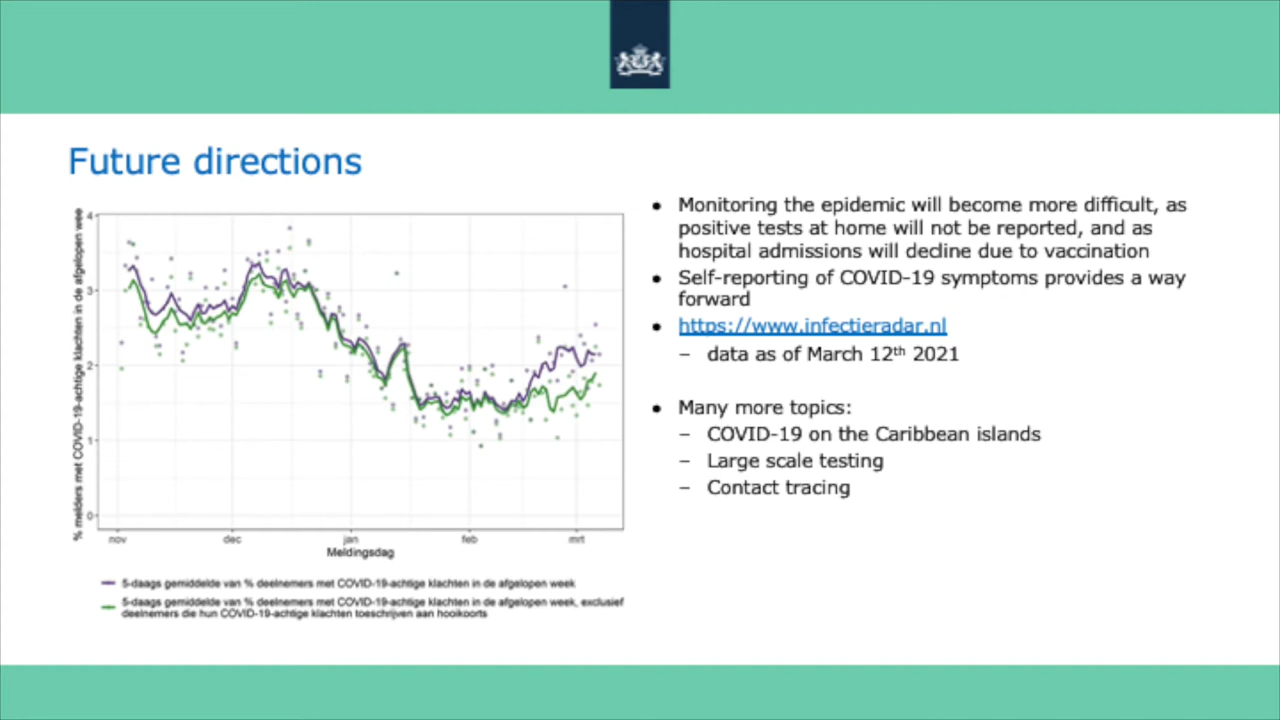 Future directions
% melders met COVID-19-achtige klachten in de afgelopen wee
4
3
2
1
0
nov dec jan feb mrt
Meldingsdag
5-daags gemiddelde van % deelnemers met COVID-19-achtige klachten in de afgelopen week
5-daags gemiddelde van % deelnemers met COVID-19-achtige klachten in de afgelopen week, exclusief
deelnemers die hun COVID-19-achtige klachten toeschrijven aan hooikoorts
• Monitoring the epidemic will become more difficult, as
positive tests at home will not be reported, and as
hospital admissions will decline due to vaccination
• Self-reporting of COVID-19 symptoms provides a way
forward
• https://www.infectieradar.nl
– data as of March 12th 2021
• Many more topics:
– COVID-19 on the Caribbean islands
– Large scale testing
– Contact tracing